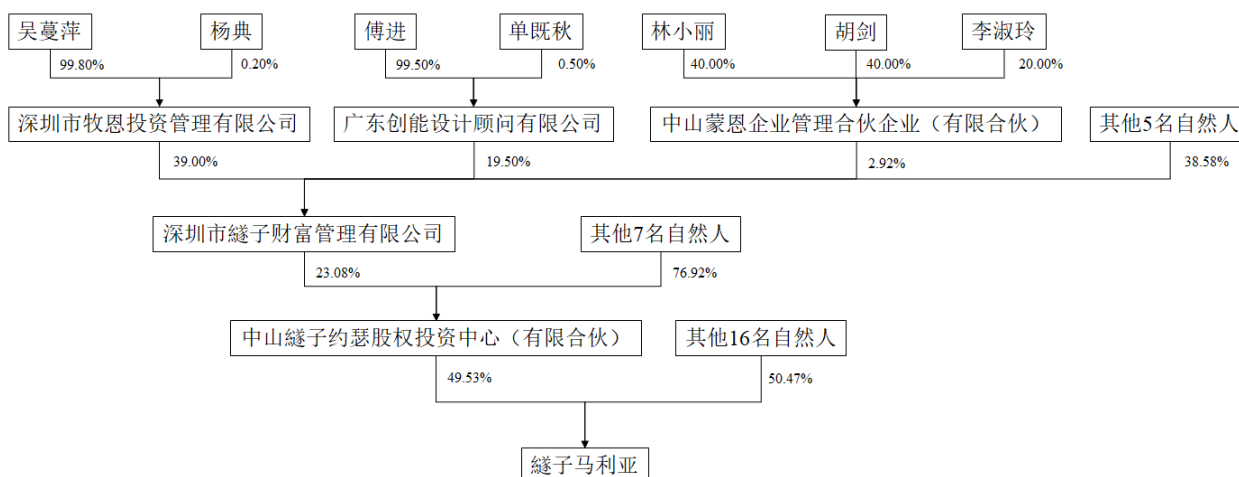 吴蔓萍 杨典 傅进 单既秋 林小丽 胡剑 李淑玲
99.80% 0.20% 99.50% 0.50% 40.00% 40.00% 20.00%
深圳市牧恩投资管理有限公司 广东创能设计顾问有限公司 中山蒙恩企业管理合伙企业（有限合伙） 其他5名自然人
39.00% 19.50% 2.92% 38.58%
深圳市繸子财富管理有限公司 其他7名自然人
23.08% 76.92%
中山繸子约瑟股权投资中心（有限合伙） 其他16名自然人
49.53% 50.47%
繸子马利亚